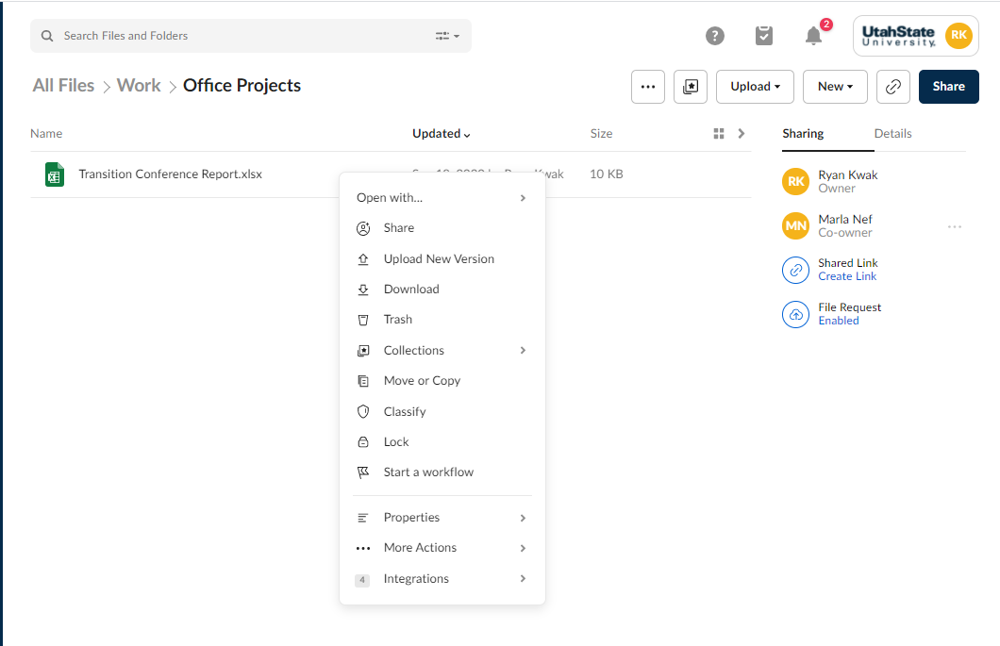 Search Files and Folders
?
2
UtahState
University.
RK
All Files > Work > Office Projects
Upload
New
Share
Name
Updated
Size
Sharing
Details
Transition Conference Report.xlsx
Kwak
10 KB
RK
Ryan Kwak
Owner
MN
Marla Nef
Co-owner
Shared Link
Create Link
File Request
Enabled
Open with...
Share
Upload New Version
Download
Trash
Collections
Move or Copy
Classify
Lock
Start a workflow
Properties
More Actions
4 Integrations